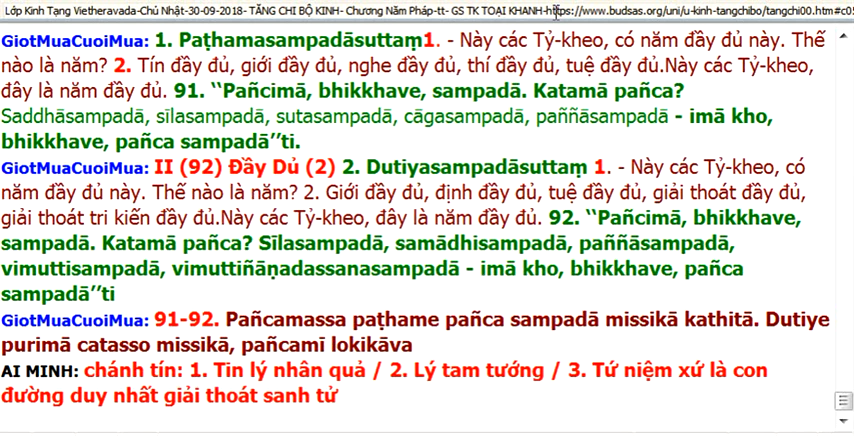 Lớp Kinh Tạng Vietheravada-Chủ Nhật-30-09-2018- TĂNG CHI BỘ KINH- Chương Năm Pháp-tt- GS TK TOẠI KHANH-https://www.budsas.org/uni/u-kinh-tangchibo/tangchi00.htm#c05
GiotMuaCuoiMua: 1. Paṭhamasampadāsuttaṃ1. - Này các Tỷ-kheo, có năm đầy đủ này. Thế
nào là năm? 2. Tín đầy đủ, giới đầy đủ, nghe đầy đủ, thí đầy đủ, tuệ đầy đủ.Này các Tỷ-kheo,
đây là năm đầy đủ. 91. ‘‘Pañcimā, bhikkhave, sampadā. Katamā pañca?
Saddhāsampadā, sīlasampadā, sutasampadā, cāgasampadā, paññāsampadā - imā kho,
bhikkhave, pañca sampadā’’ti.
GiotMuaCuoiMua: II (92) Đầy Dủ (2) 2. Dutiyasampadāsuttaṃ 1. - Này các Tỷ-kheo, có
năm đầy đủ này. Thế nào là năm? 2. Giới đầy đủ, định đầy đủ, tuệ đầy đủ, giải thoát đầy đủ,
giải thoát tri kiến đầy đủ.Này các Tỷ-kheo, đây là năm đầy đủ. 92. ‘‘Pañcimā, bhikkhave,
sampadā. Katamā pañca? Sīlasampadā, samādhisampadā, paññāsampadā,
vimuttisampadā, vimuttiñāṇadassanasampadā - imā kho, bhikkhave, pañca
sampadā’’ti
GiotMuaCuoiMua: 91-92. Pañcamassa paṭhame pañca sampadā missikā kathitā. Dutiye
purimā catasso missikā, pañcamī lokikāva
AI MINH: chánh tín: 1. Tin lý nhân quả / 2. Lý tam tướng / 3. Tứ niệm xứ là con
đường duy nhất giải thoát sanh tử